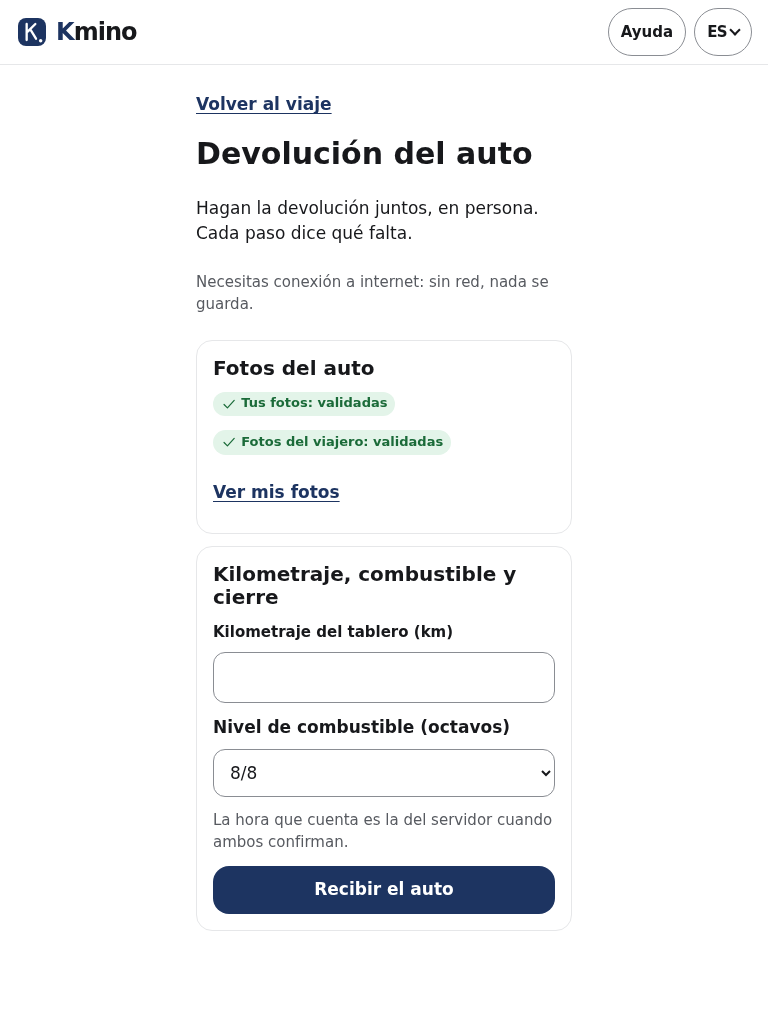 Kmino
Ayuda
ES
Volver al viaje
Devolución del auto
Hagan la devolución juntos, en persona.
Cada paso dice qué falta.
Necesitas conexión a internet: sin red, nada se
guarda.
Fotos del auto
Tus fotos: validadas
Fotos del viajero: validadas
Ver mis fotos
Kilometraje, combustible y
cierre
Kilometraje del tablero (km)
Nivel de combustible (octavos)
8/8
La hora que cuenta es la del servidor cuando
ambos confirman.
Recibir el auto